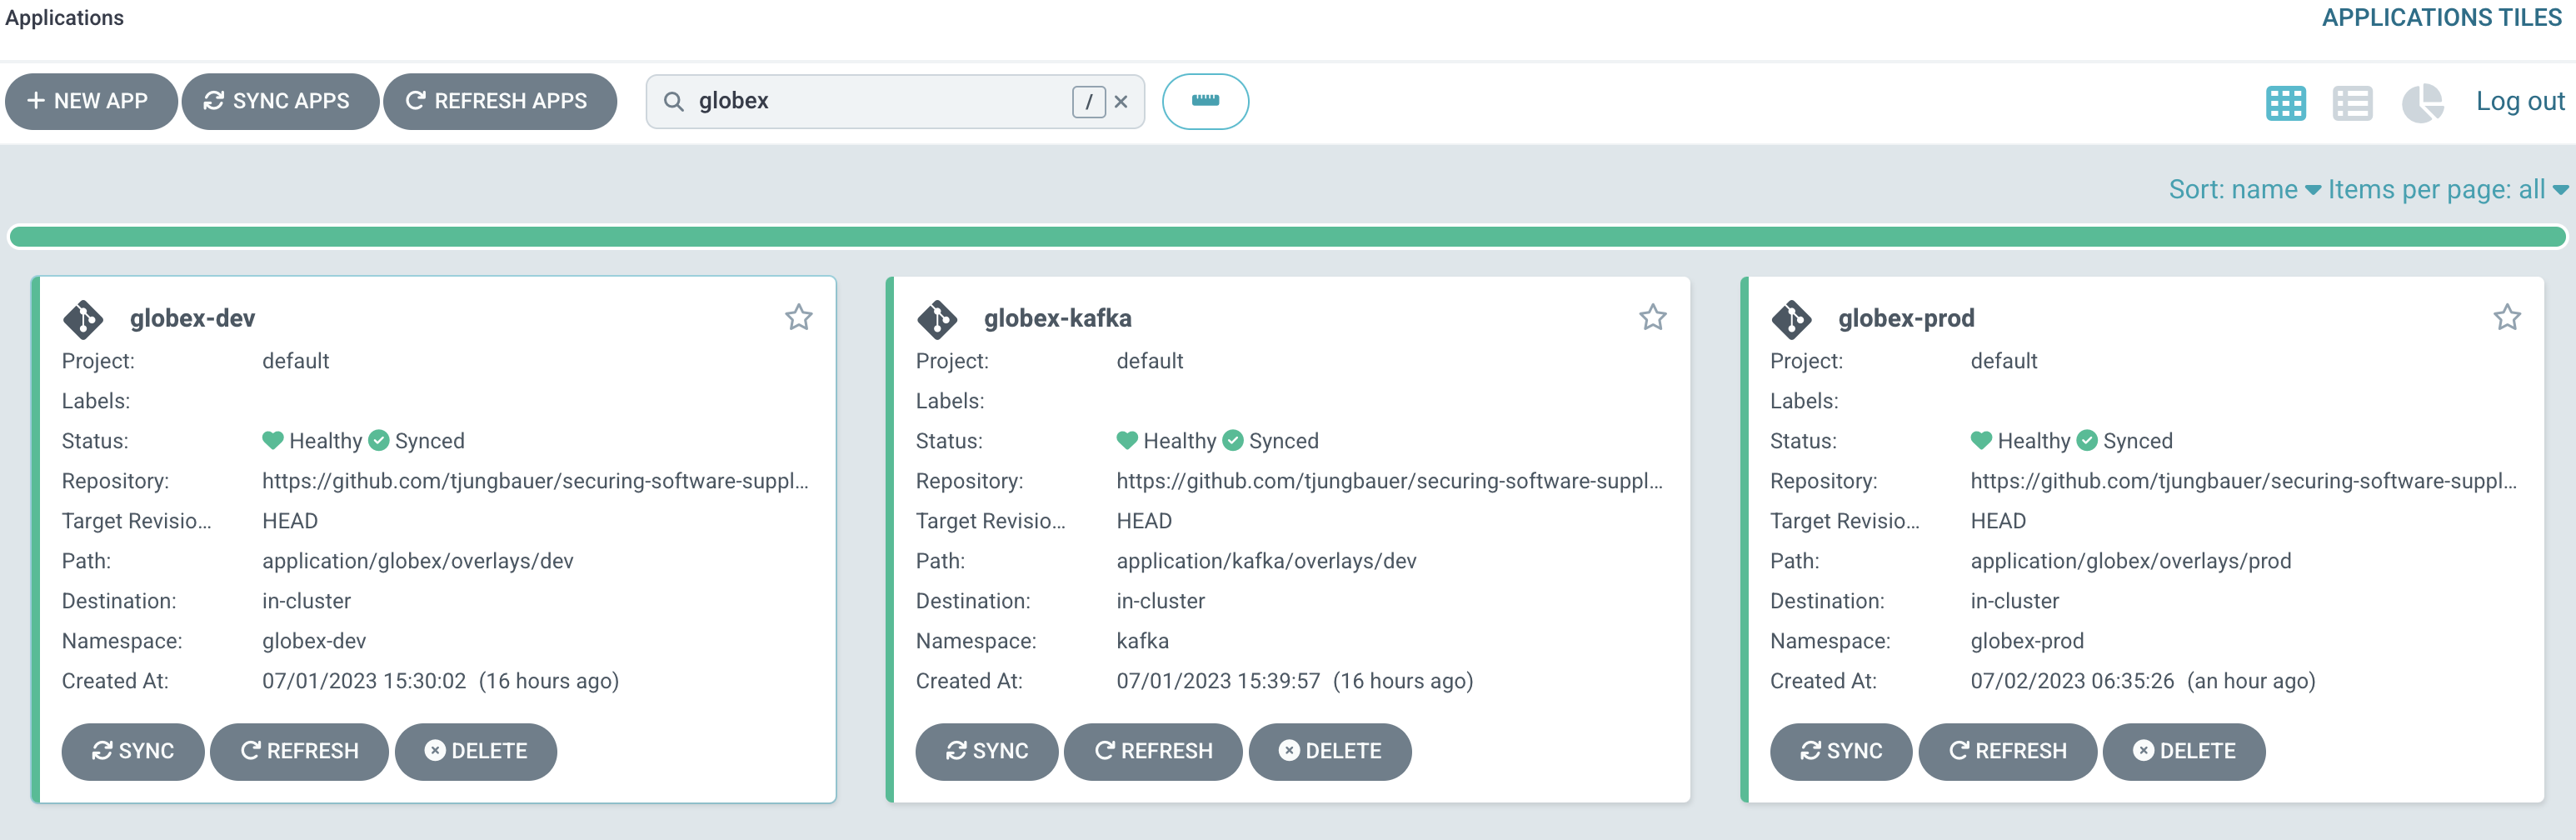 Applications
APPLICATIONS TILES
+ NEW APP
SYNC APPS
REFRESH APPS
globex
/
Log out
Sort: name
Items per page: all
globex-dev
Project: default
Labels:
Status: Healthy Synced
Repository: https://github.com/tjungbauer/securing-software-suppl...
Target Revisio... HEAD
Path: application/globex/overlays/dev
Destination: in-cluster
Namespace: globex-dev
Created At: 07/01/2023 15:30:02 (16 hours ago)
SYNC
REFRESH
DELETE
globex-kafka
Project: default
Labels:
Status: Healthy Synced
Repository: https://github.com/tjungbauer/securing-software-suppl...
Target Revisio... HEAD
Path: application/kafka/overlays/dev
Destination: in-cluster
Namespace: kafka
Created At: 07/01/2023 15:39:57 (16 hours ago)
SYNC
REFRESH
DELETE
globex-prod
Project: default
Labels:
Status: Healthy Synced
Repository: https://github.com/tjungbauer/securing-software-suppl...
Target Revisio... HEAD
Path: application/globex/overlays/prod
Destination: in-cluster
Namespace: globex-prod
Created At: 07/02/2023 06:35:26 (an hour ago)
SYNC
REFRESH
DELETE